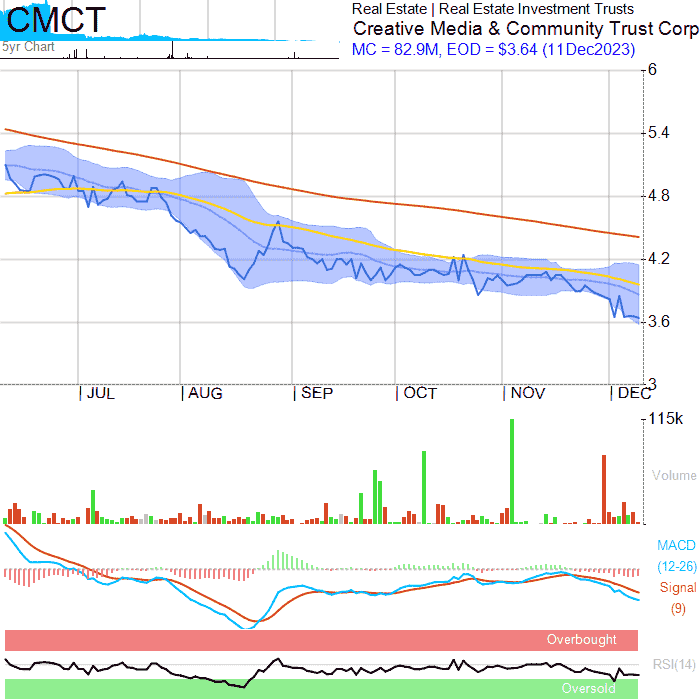 CMCT
5yr Chart
Real Estate | Real Estate Investment Trusts
Creative Media & Community Trust Corp
MC = 82.9M, EOD = $3.64 (11Dec2023)
6
5.4
4.8
4.2
3.6
3
JUL AUG SEP OCT NOV DEC
115k
Volume
MACD
(12-26)
Signal
(9)
Overbought
RSI(14)
Oversold